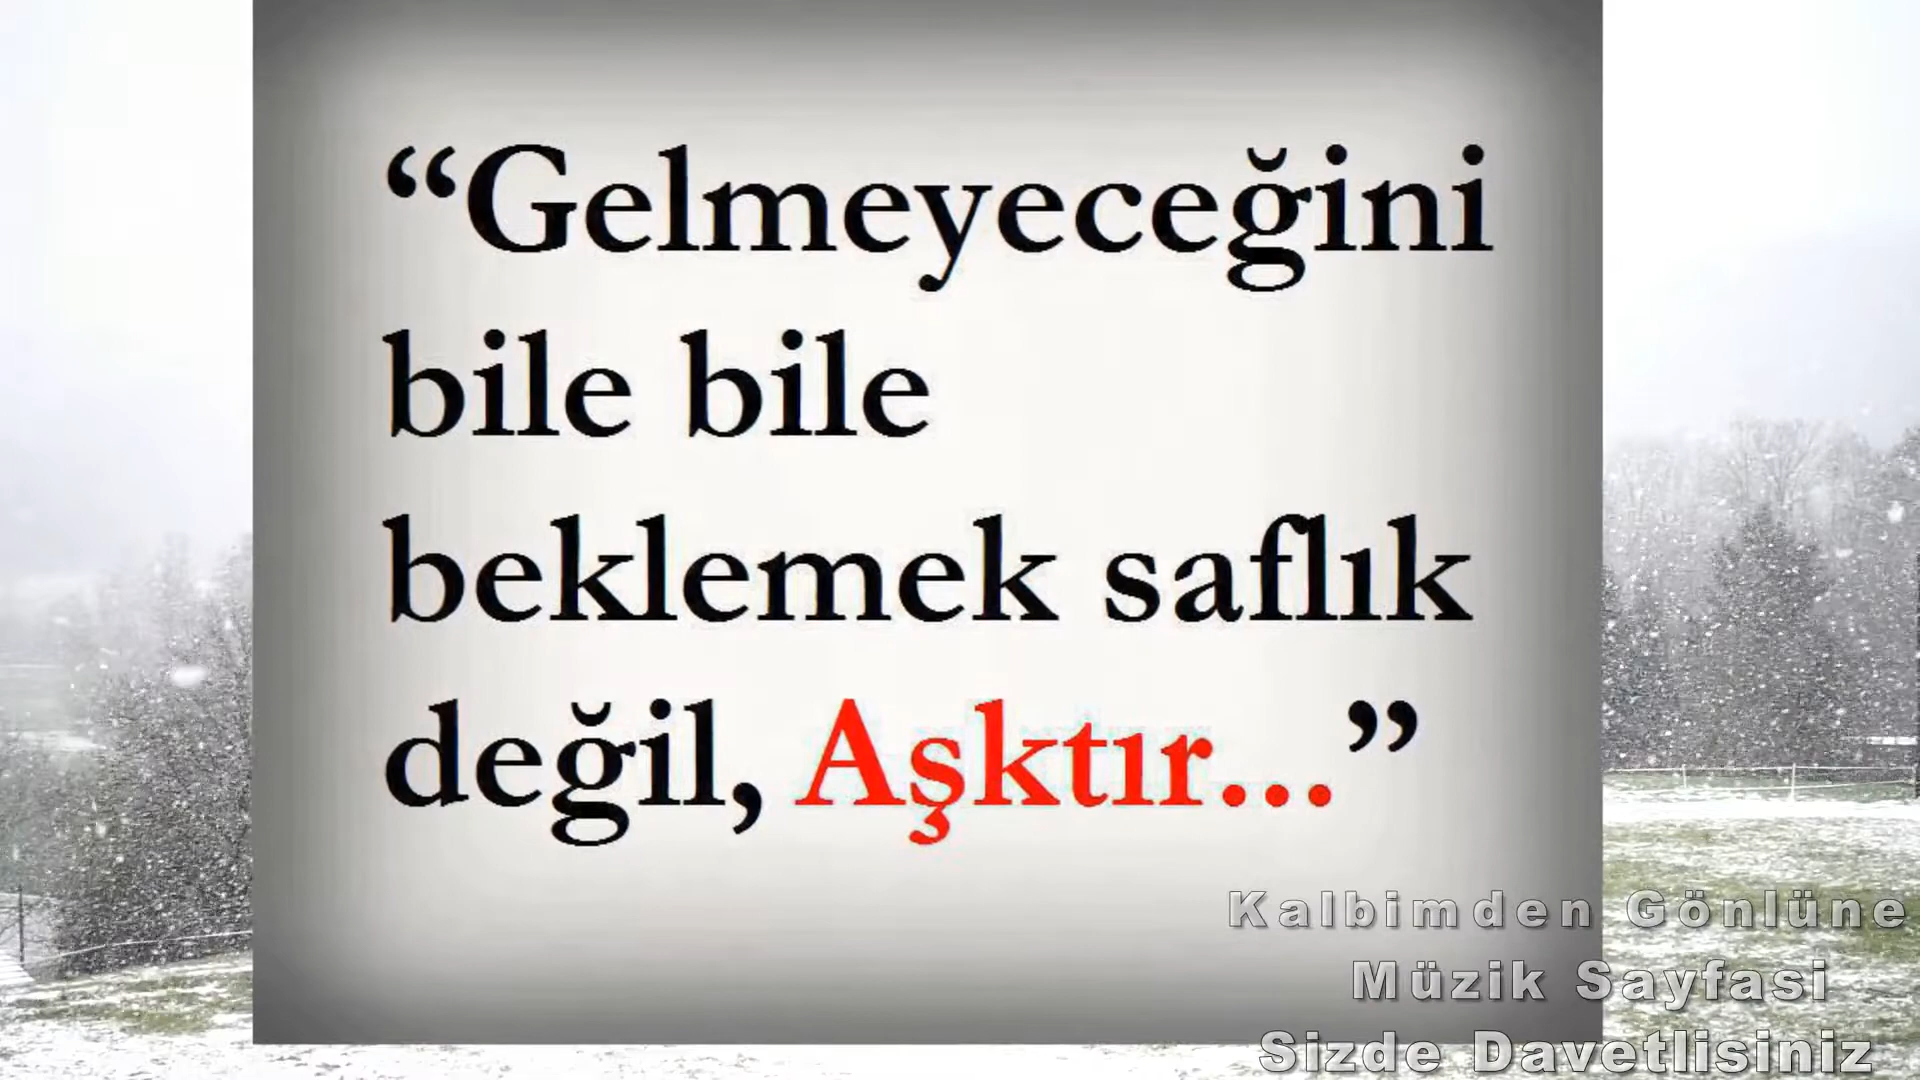 “Gelmeyeceğini
bile bile
beklemek saflık
değil, Aşktır...”
Kalbimden Gönlüne
Müzik Sayfasi
Sizde Davetlisiniz